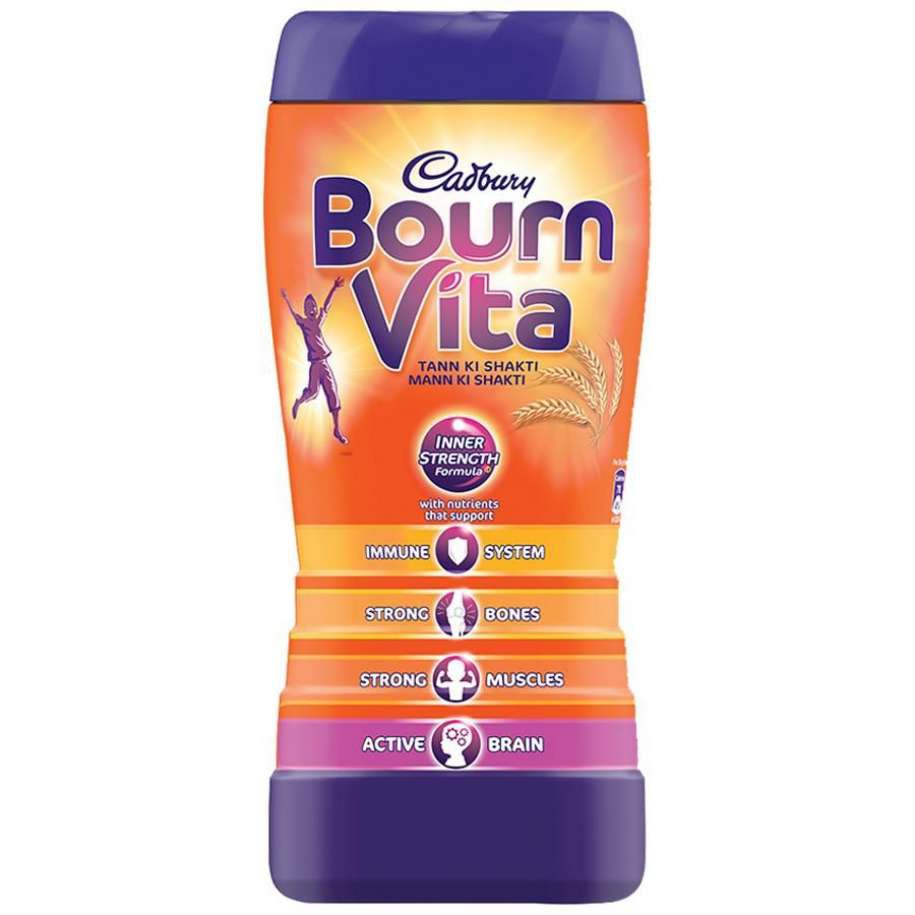 Cadbury
Bourn
Vita
TANN KI SHAKTI
MANN KI SHAKTI
INNER
STRENGTH
Formula
with nutrients
that support
IMMUNE SYSTEM
STRONG BONES
STRONG MUSCLES
ACTIVE BRAIN